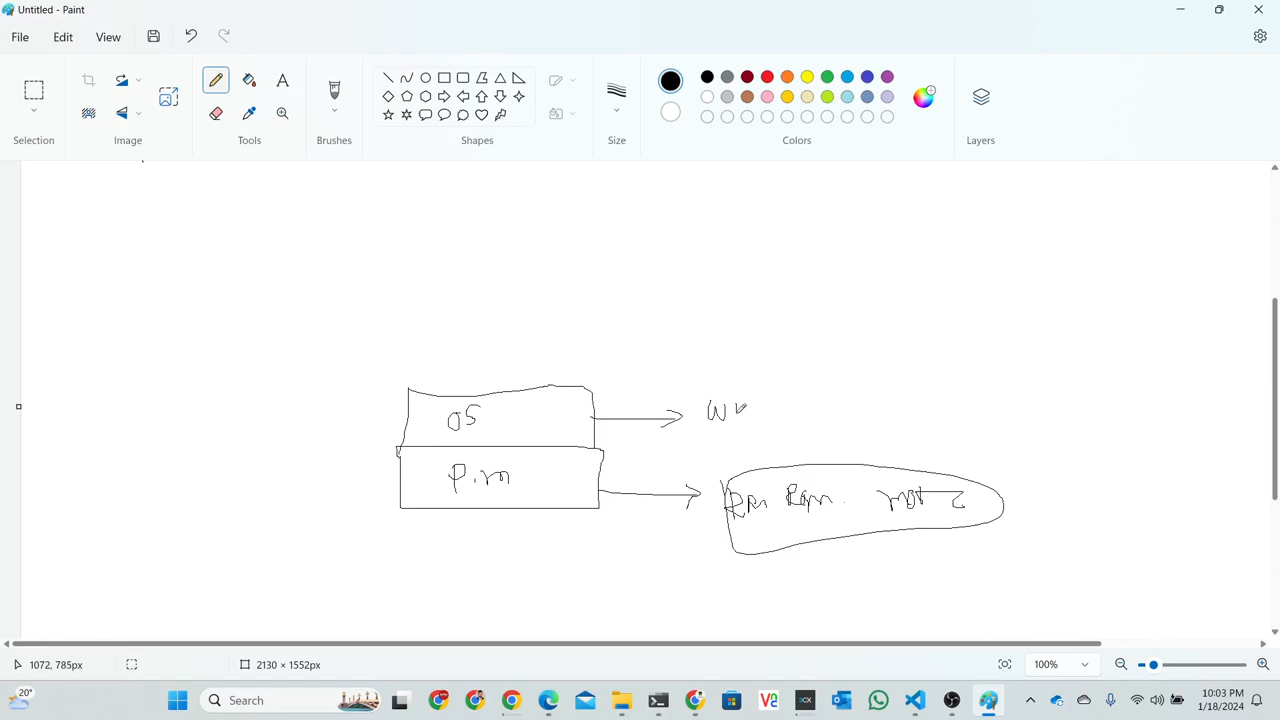 Untitled - Paint
File Edit View
Selection Image Tools Brushes Shapes Size Colors Layers
OS
P.m
1072, 785px 2130 × 1552px 100%
20° Search 10:03 PM
1/18/2024